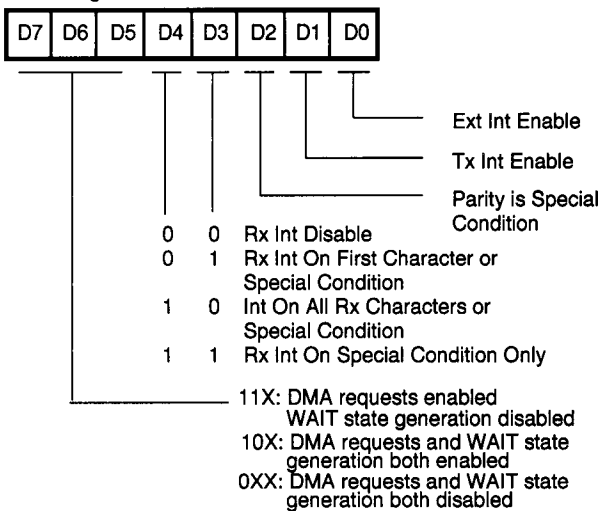 D7 D6 D5 D4 D3 D2 D1 D0
Ext Int Enable
Tx Int Enable
Parity is Special
Condition
0 0 Rx Int Disable
0 1 Rx Int On First Character or
Special Condition
1 0 Int On All Rx Characters or
Special Condition
1 1 Rx Int On Special Condition Only
11X: DMA requests enabled
WAIT state generation disabled
10X: DMA requests and WAIT state
generation both enabled
0XX: DMA requests and WAIT state
generation both disabled